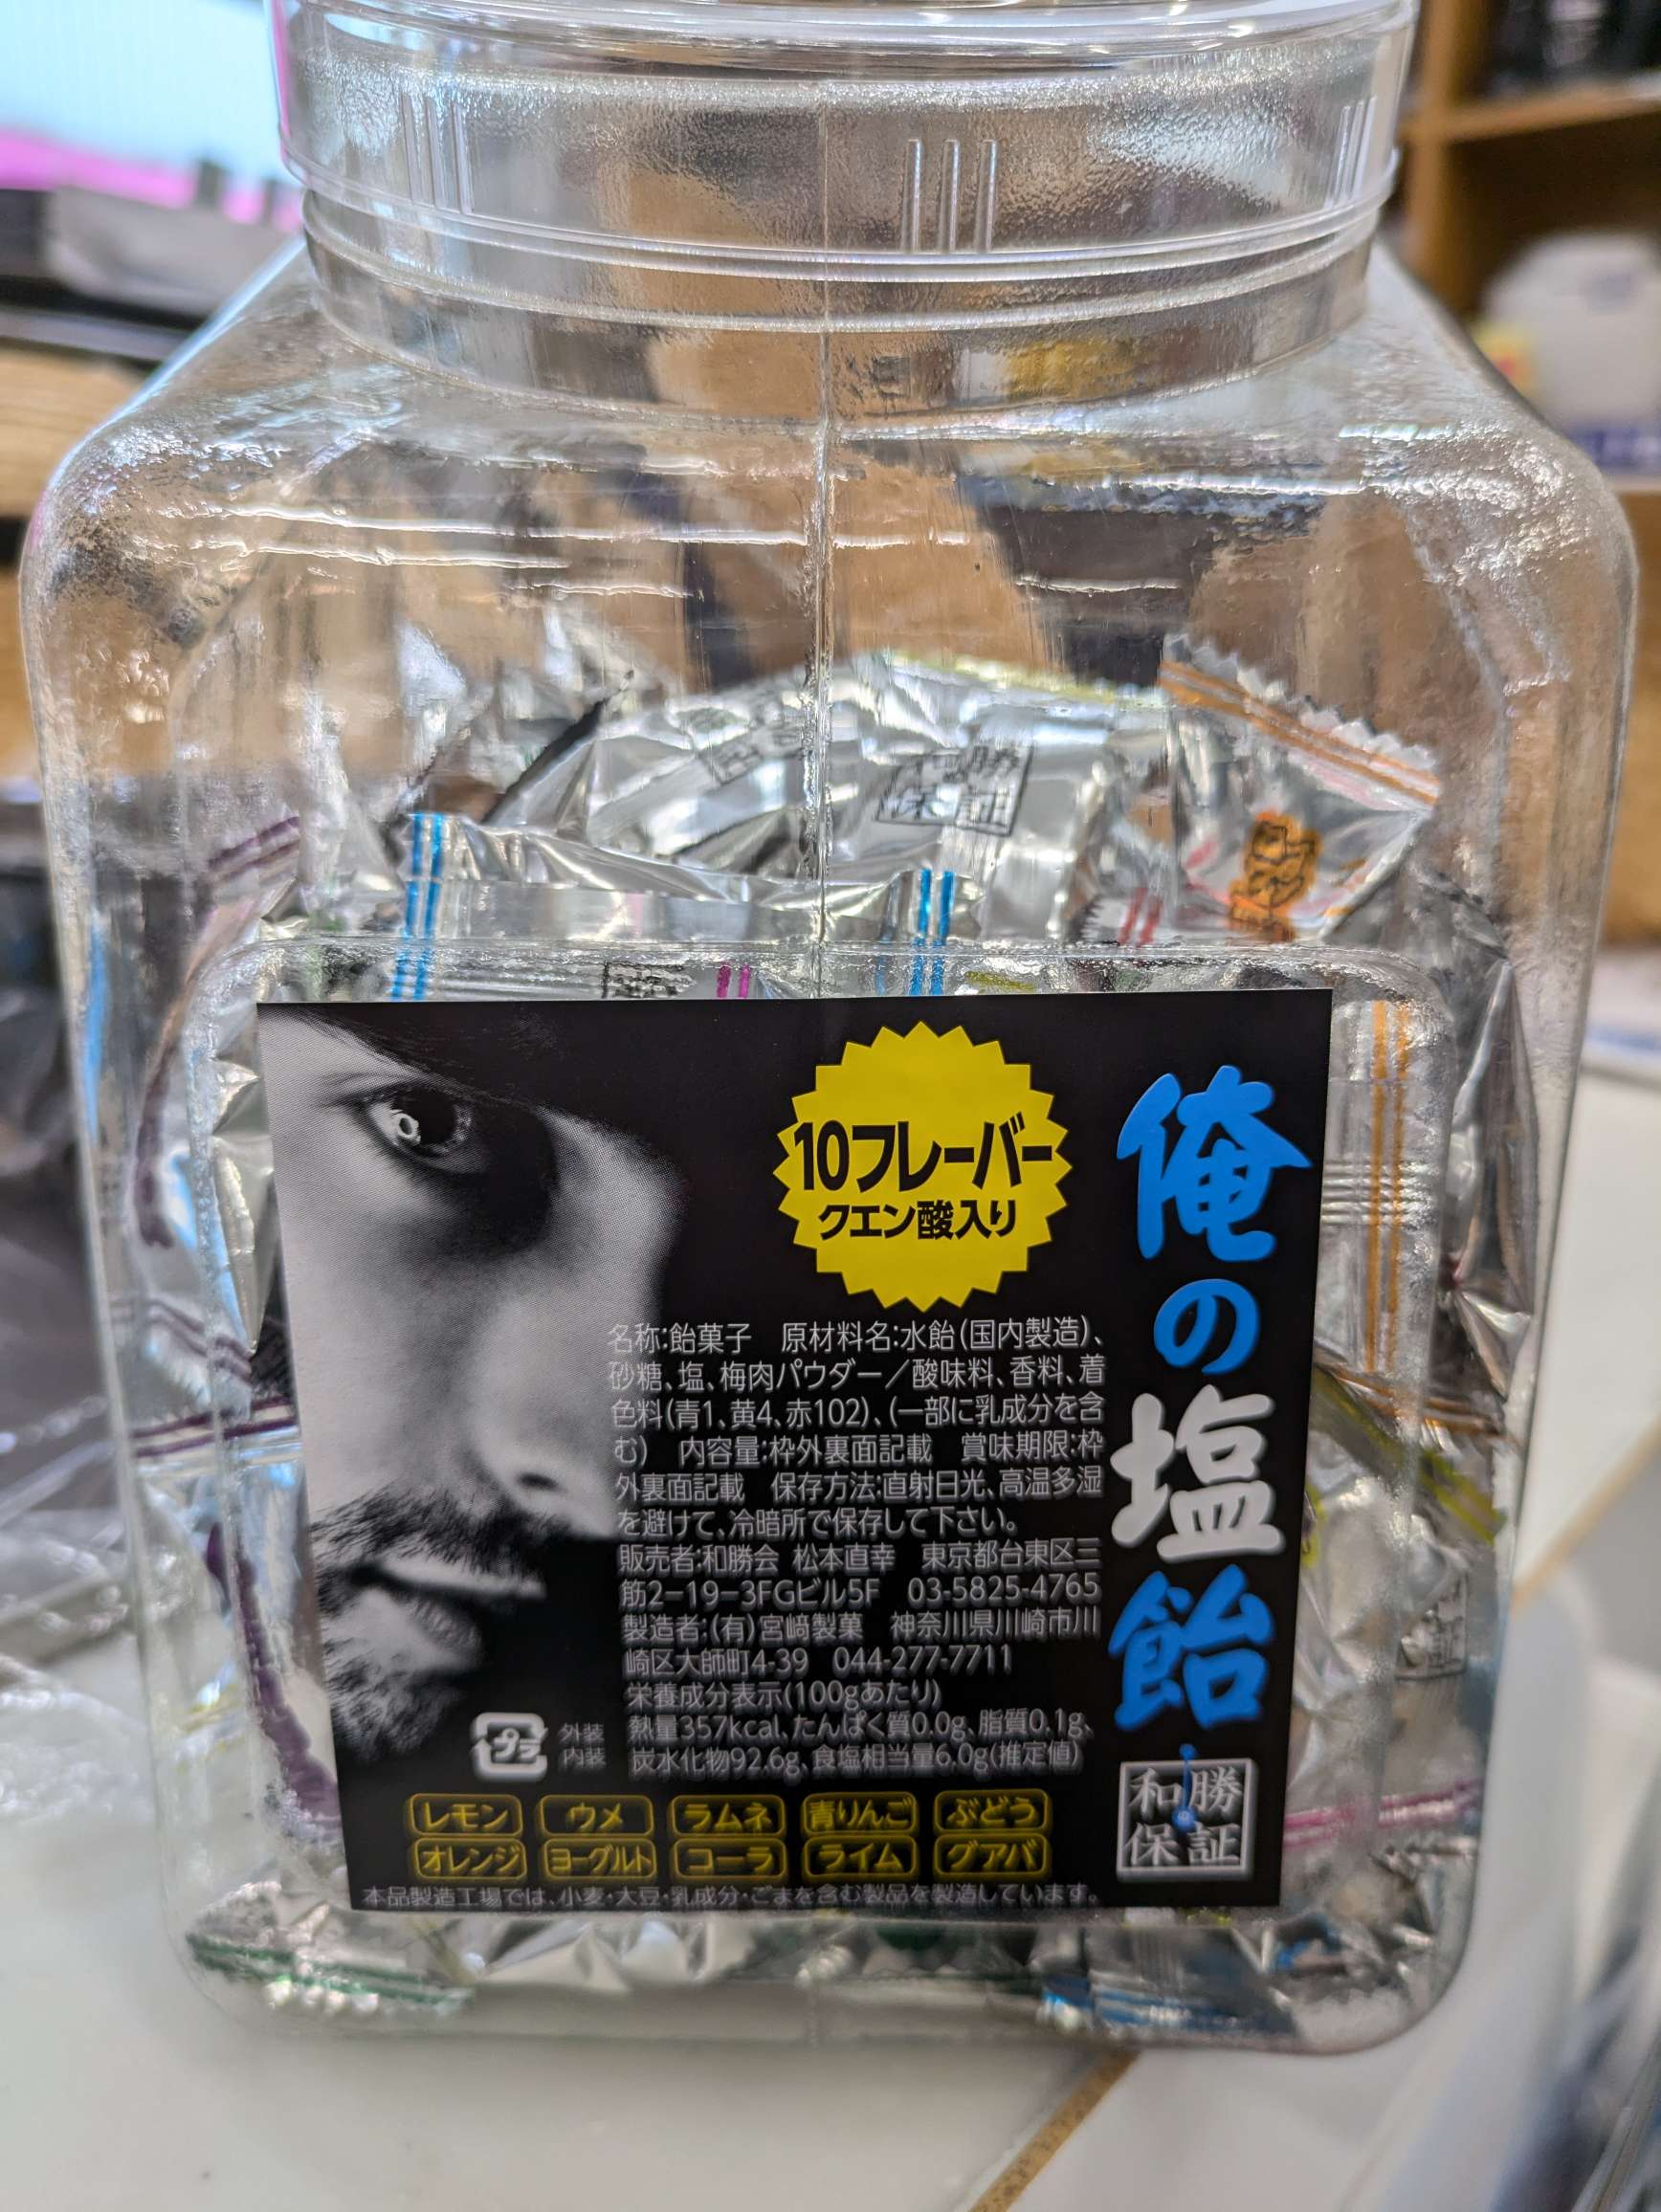 和勝
保証
10フレーバー
クエン酸入り
俺の塩飴
名称:飴菓子 原材料名:水飴(国内製造)、
砂糖、塩、梅肉パウダー／酸味料、香料、着
色料(青1、黄4、赤102)、(一部に乳成分を含
む) 内容量:枠外裏面記載 賞味期限:枠
外裏面記載 保存方法:直射日光、高温多湿
を避けて、冷暗所で保存して下さい。
販売者:和勝会 松本直幸 東京都台東区三
筋2-19-3FGビル5F 03-5825-4765
製造者:(有)宮﨑製菓 神奈川県川崎市川
崎区大師町4-39 044-277-7711
栄養成分表示(100gあたり)
熱量357kcal、たんぱく質0.0g、脂質0.1g、
炭水化物92.6g、食塩相当量6.0g(推定値)
プラ
外装
内装
レモン ウメ ラムネ 青りんご ぶどう
オレンジ ヨーグルト コーラ ライム グアバ
和勝
保証
本品製造工場では、小麦・大豆・乳成分・ごまを含む製品を製造しています。